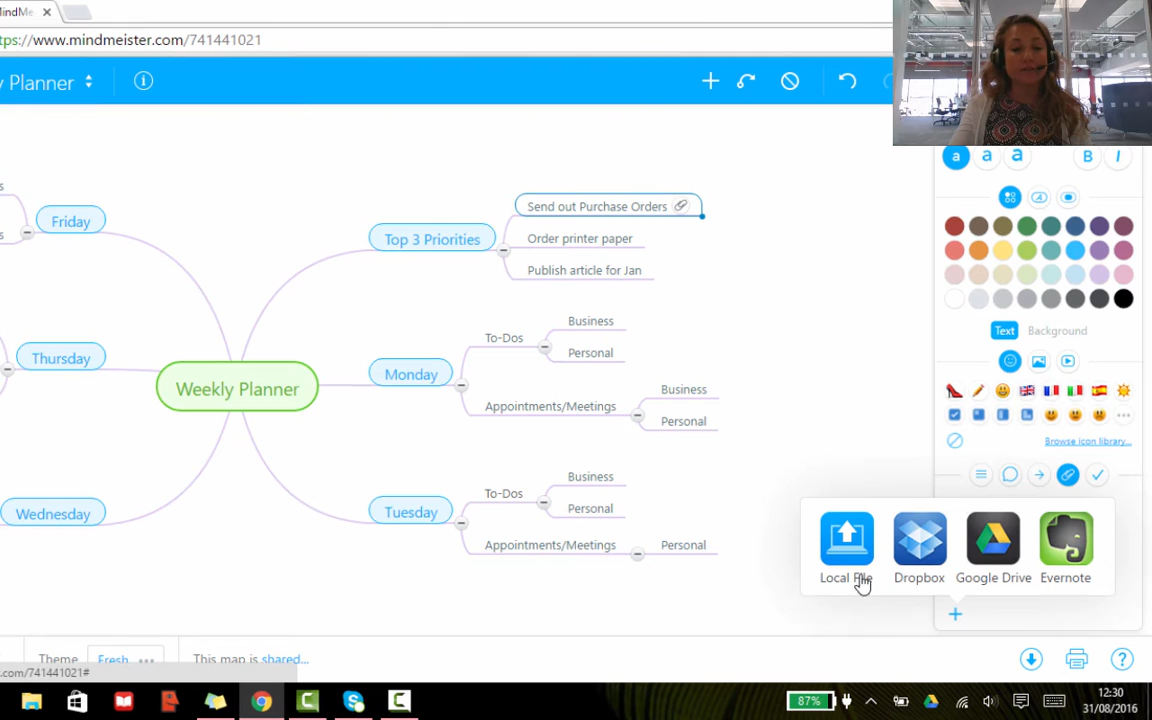 MindMe
ttps://www.mindmeister.com/741441021
y Planner
Friday
Top 3 Priorities
Send out Purchase Orders
Order printer paper
Publish article for Jan
a a a B I
Text Background
Browse icon library...
Thursday
Weekly Planner
Monday
To-Dos
Business
Personal
Appointments/Meetings
Business
Personal
Wednesday
Tuesday
To-Dos
Business
Personal
Appointments/Meetings
Personal
Local File
Dropbox
Google Drive
Evernote
Theme
Fresh
This map is shared...
.com/741441021#
87%
12:30
31/08/2016